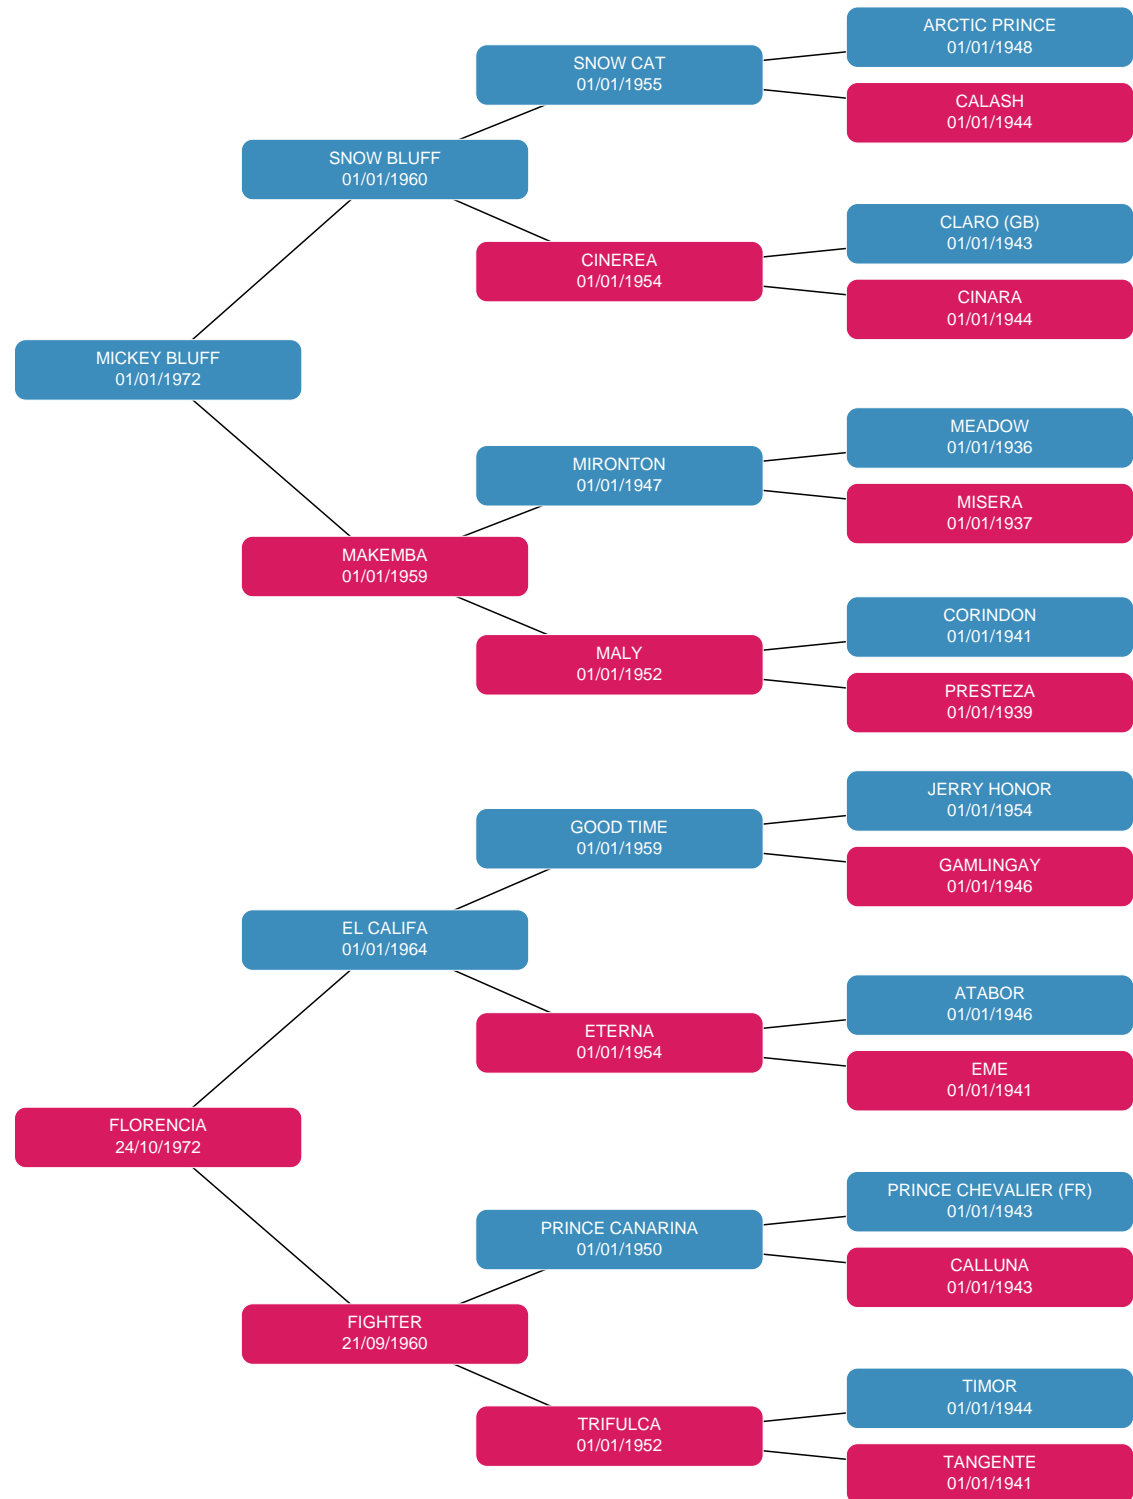 ARCTIC PRINCE
01/01/1948
SNOW CAT
01/01/1955
CALASH
01/01/1944
SNOW BLUFF
01/01/1960
CLARO (GB)
01/01/1943
CINEREA
01/01/1954
CINARA
01/01/1944
MICKEY BLUFF
01/01/1972
MEADOW
01/01/1936
MIRONTON
01/01/1947
MISERA
01/01/1937
MAKEMBA
01/01/1959
CORINDON
01/01/1941
MALY
01/01/1952
PRESTEZA
01/01/1939
JERRY HONOR
01/01/1954
GOOD TIME
01/01/1959
GAMLINGAY
01/01/1946
EL CALIFA
01/01/1964
ATABOR
01/01/1946
ETERNA
01/01/1954
EME
01/01/1941
FLORENCIA
24/10/1972
PRINCE CHEVALIER (FR)
01/01/1943
PRINCE CANARINA
01/01/1950
CALLUNA
01/01/1943
FIGHTER
21/09/1960
TIMOR
01/01/1944
TRIFULCA
01/01/1952
TANGENTE
01/01/1941